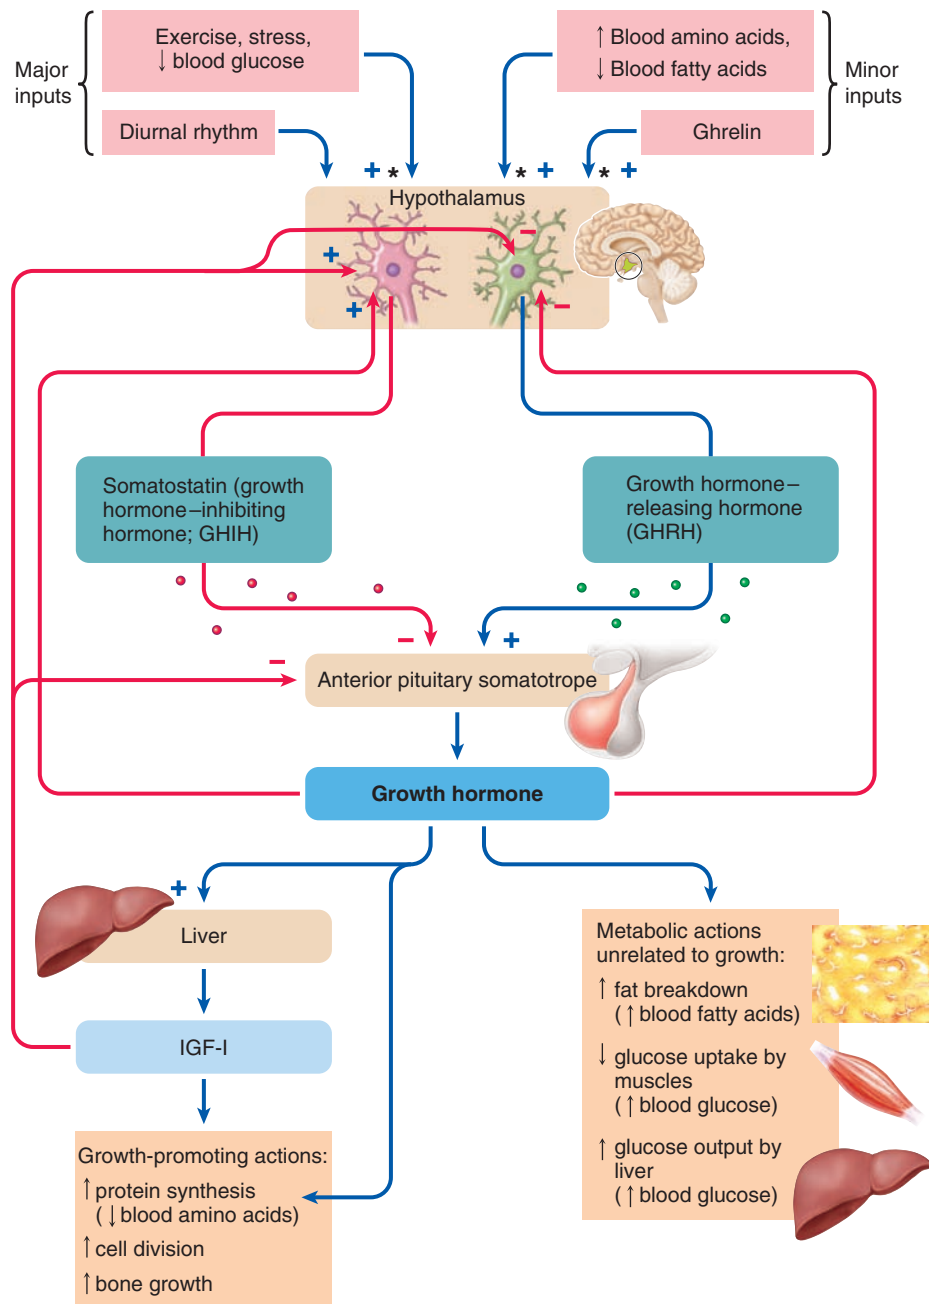 Major
inputs
Exercise, stress,
↓ blood glucose
Diurnal rhythm
↑ Blood amino acids,
↓ Blood fatty acids
Ghrelin
Minor
inputs
+ *
* +
* +
Hypothalamus
+
−
+
−
Somatostatin (growth
hormone–inhibiting
hormone; GHIH)
Growth hormone–
releasing hormone
(GHRH)
−
+
−
Anterior pituitary somatotrope
Growth hormone
+
Liver
IGF-I
Growth-promoting actions:
↑ protein synthesis
(↓ blood amino acids)
↑ cell division
↑ bone growth
Metabolic actions
unrelated to growth:
↑ fat breakdown
(↑ blood fatty acids)
↓ glucose uptake by
muscles
(↑ blood glucose)
↑ glucose output by
liver
(↑ blood glucose)